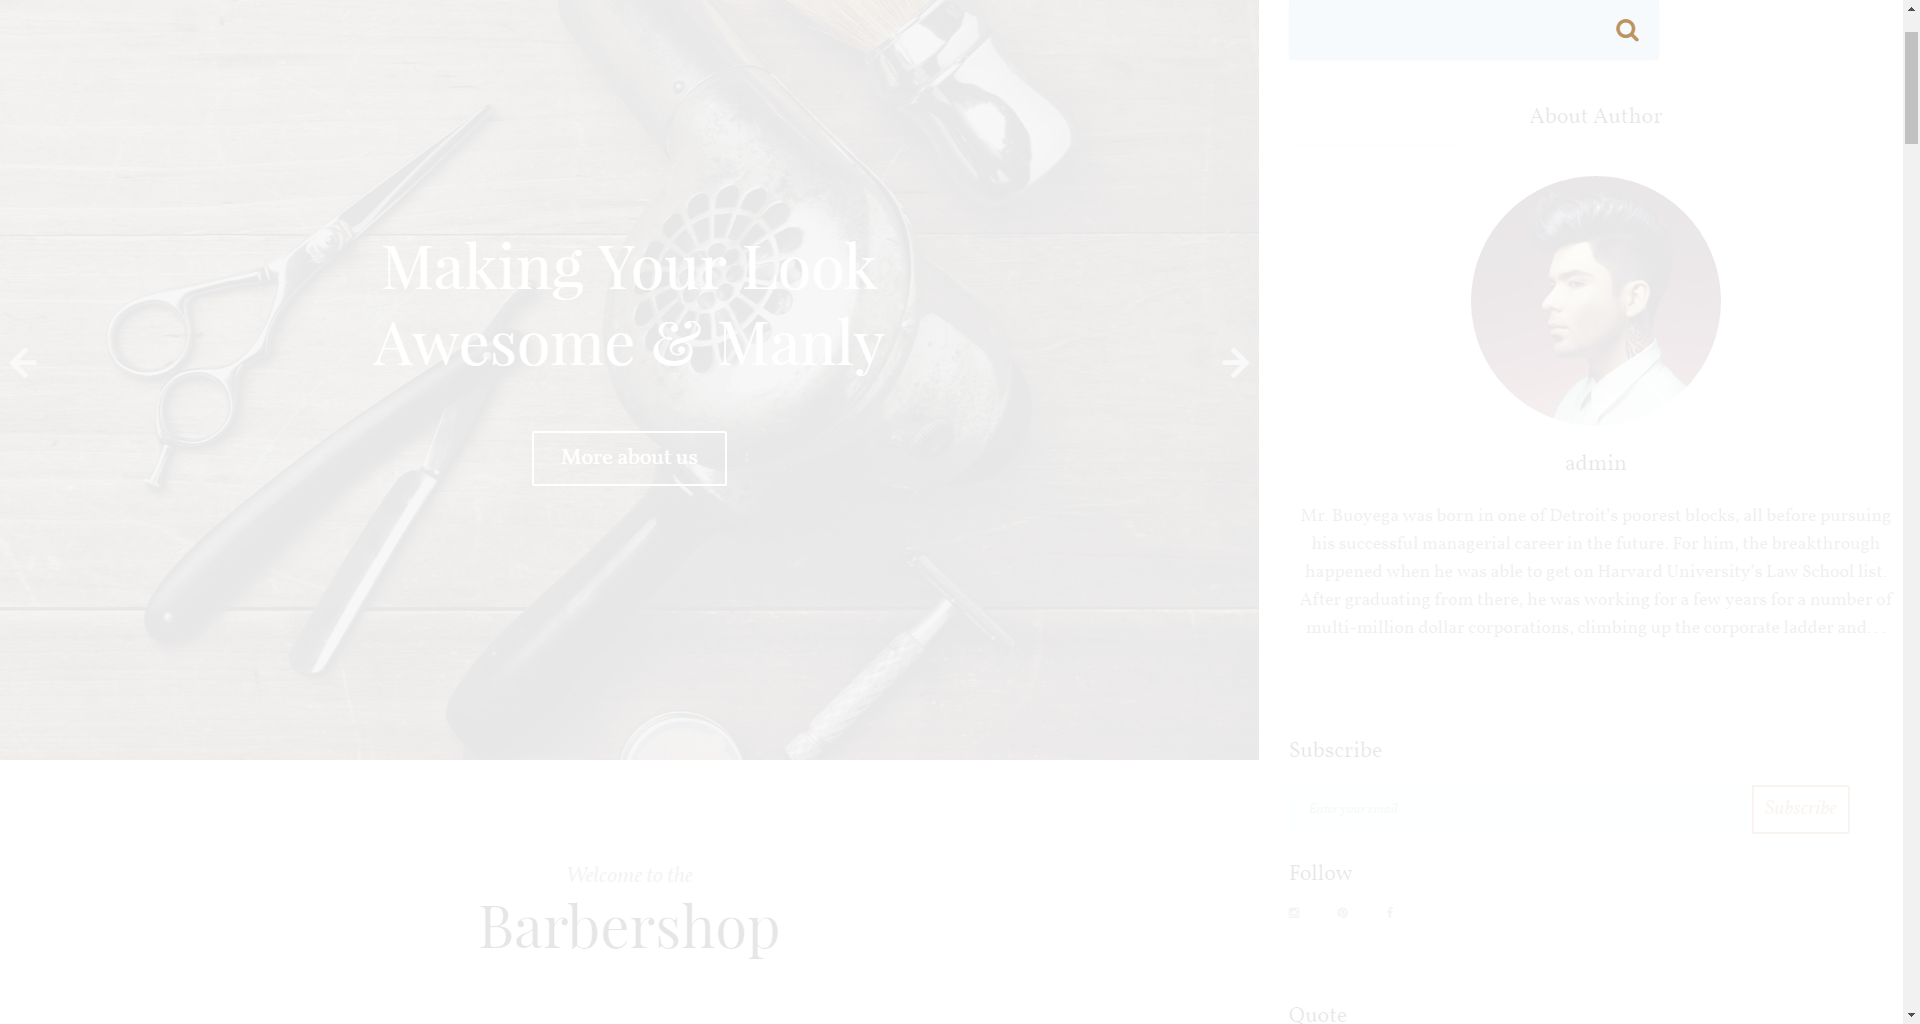 Making Your Look
Awesome & Manly
More about us
Welcome to the
Barbershop
About Author
admin
Mr. Buoyega was born in one of Detroit's poorest blocks, all before pursuing
his successful managerial career in the future. For him, the breakthrough
happened when he was able to get on Harvard University's Law School list.
After graduating from there, he was working for a few years for a number of
multi-million dollar corporations, climbing up the corporate ladder and...
Subscribe
Enter your email
Subscribe
Follow
Quote